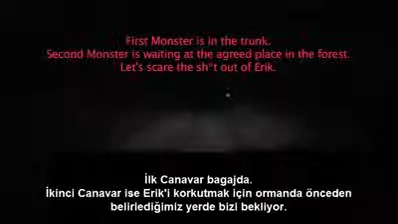 First Monster is in the trunk.
Second Monster is waiting at the agreed place in the forest.
Let's scare the sh*t out of Erik.
İlk Canavar bagajda.
İkinci Canavar ise Erik'i korkutmak için ormanda önceden
belirlediğimiz yerde bizi bekliyor.